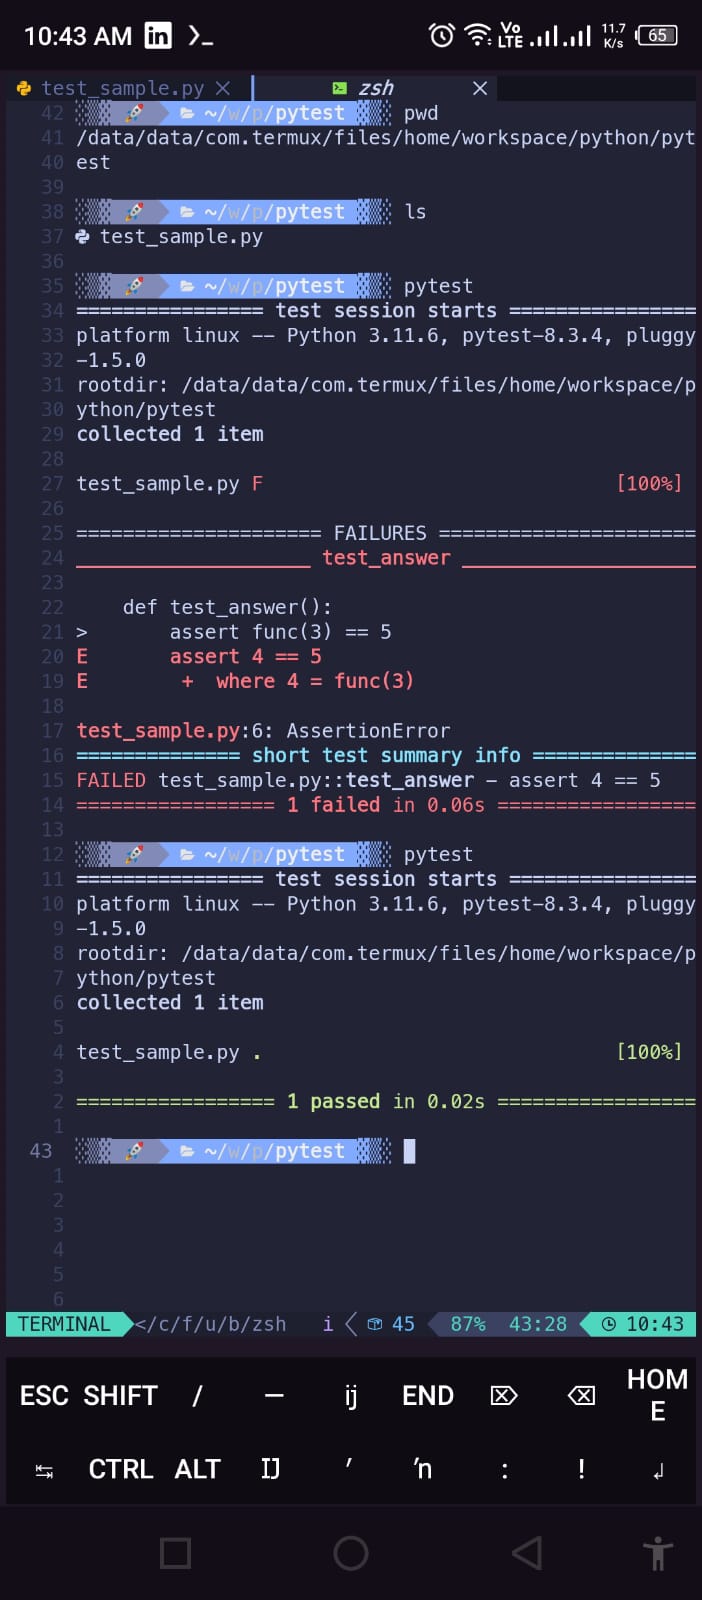 10:43 AM in >_ Vo LTE 11.7 K/s 65
test_sample.py × zsh ×
42 ~/w/p/pytest pwd
41 /data/data/com.termux/files/home/workspace/python/pyt
40 est
39
38 ~/w/p/pytest ls
37 test_sample.py
36
35 ~/w/p/pytest pytest
34 ================ test session starts ================
33 platform linux -- Python 3.11.6, pytest-8.3.4, pluggy
32 -1.5.0
31 rootdir: /data/data/com.termux/files/home/workspace/p
30 ython/pytest
29 collected 1 item
28
27 test_sample.py F [100%]
26
25 ===================== FAILURES ======================
24 ____________________ test_answer ____________________
23
22 def test_answer():
21 > assert func(3) == 5
20 E assert 4 == 5
19 E + where 4 = func(3)
18
17 test_sample.py:6: AssertionError
16 ============== short test summary info ==============
15 FAILED test_sample.py::test_answer - assert 4 == 5
14 ================= 1 failed in 0.06s =================
13
12 ~/w/p/pytest pytest
11 ================ test session starts ================
10 platform linux -- Python 3.11.6, pytest-8.3.4, pluggy
9 -1.5.0
8 rootdir: /data/data/com.termux/files/home/workspace/p
7 ython/pytest
6 collected 1 item
5
4 test_sample.py . [100%]
3
2 ================= 1 passed in 0.02s =================
1
43 ~/w/p/pytest
1
2
3
4
5
6
TERMINAL </c/f/u/b/zsh i 45 87% 43:28 10:43
ESC SHIFT / — ĳ END ⌦ ⌫ HOM
E
↹ CTRL ALT Ĳ ′ ŉ : ! ↲